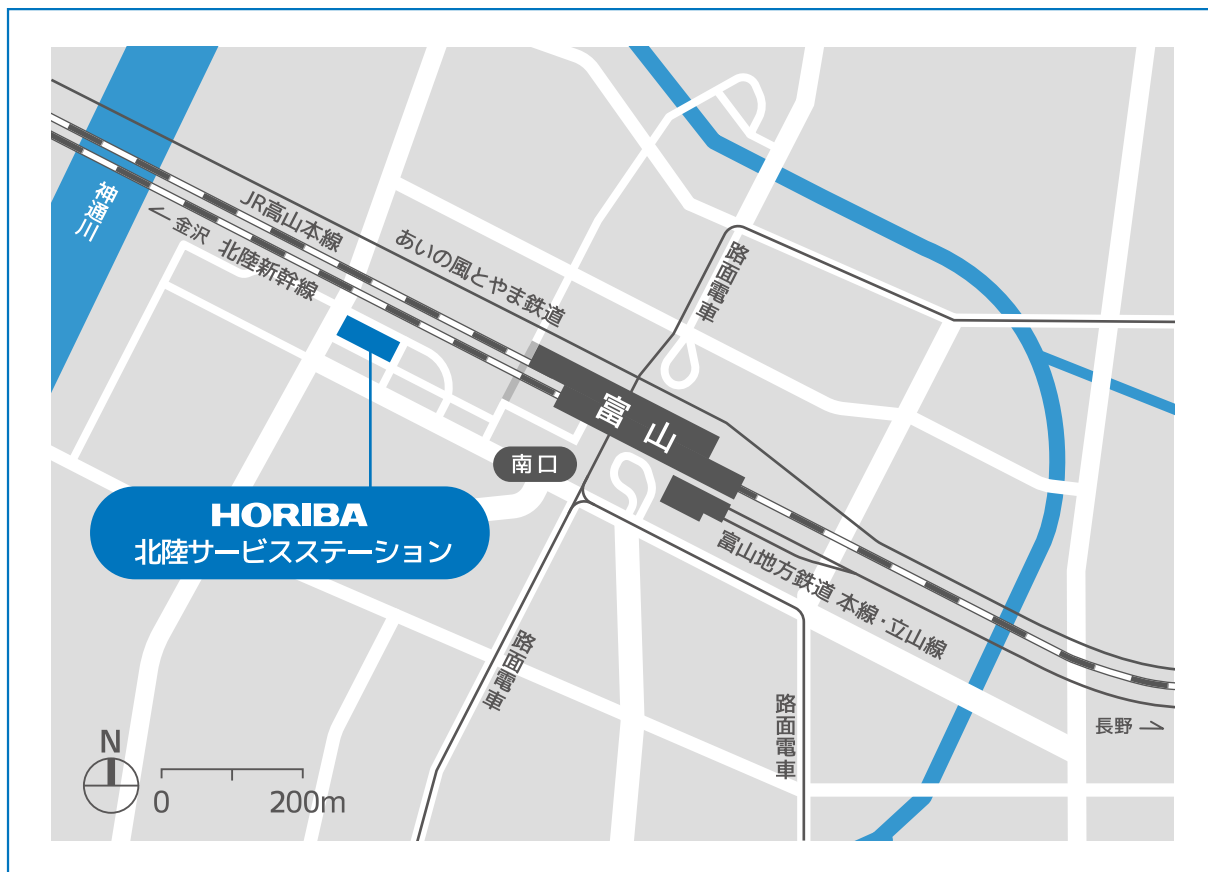 神通川
金沢
北陸新幹線
JR高山本線
あいの風とやま鉄道
路面電車
富山
南口
HORIBA
北陸サービスステーション
富山地方鉄道 本線・立山線
路面電車
路面電車
長野
N
0 200m